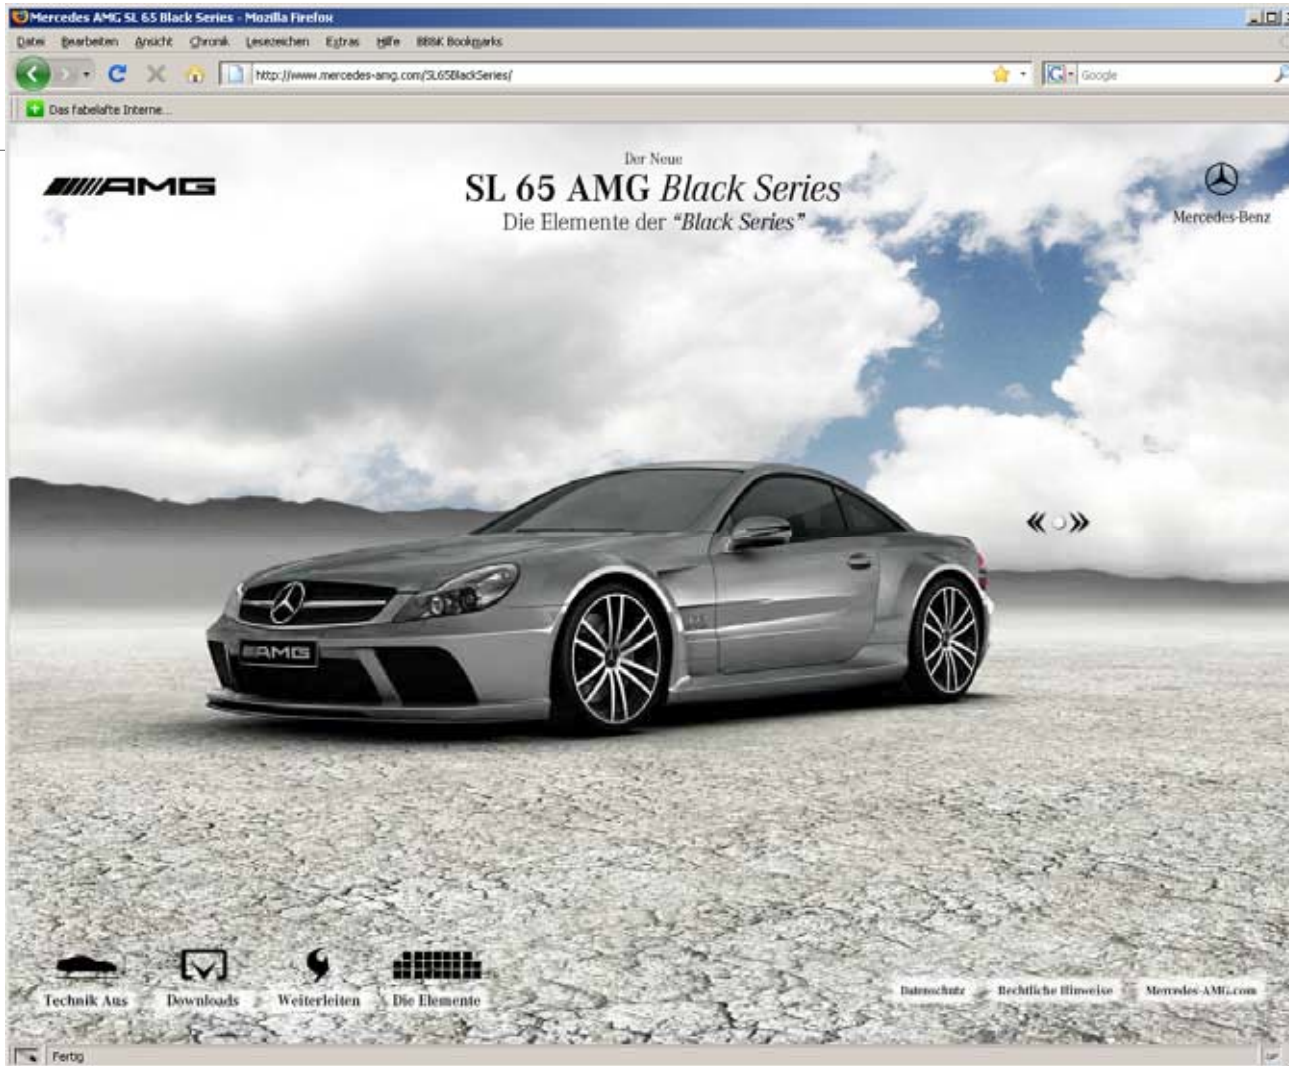 Mercedes AMG SL 65 Black Series - Mozilla Firefox
Datei Bearbeiten Ansicht Chronik Lesezeichen Extras Hilfe BBBK Bookmarks
http://www.mercedes-amg.com/SL65BlackSeries/
Google
Das fabelafte Interne...
AMG
Der Neue
SL 65 AMG Black Series
Die Elemente der “Black Series”
Mercedes-Benz
AMG
Technik Aus
Downloads
Weiterleiten
Die Elemente
Datenschutz
Rechtliche Hinweise
Mercedes-AMG.com
Fertig